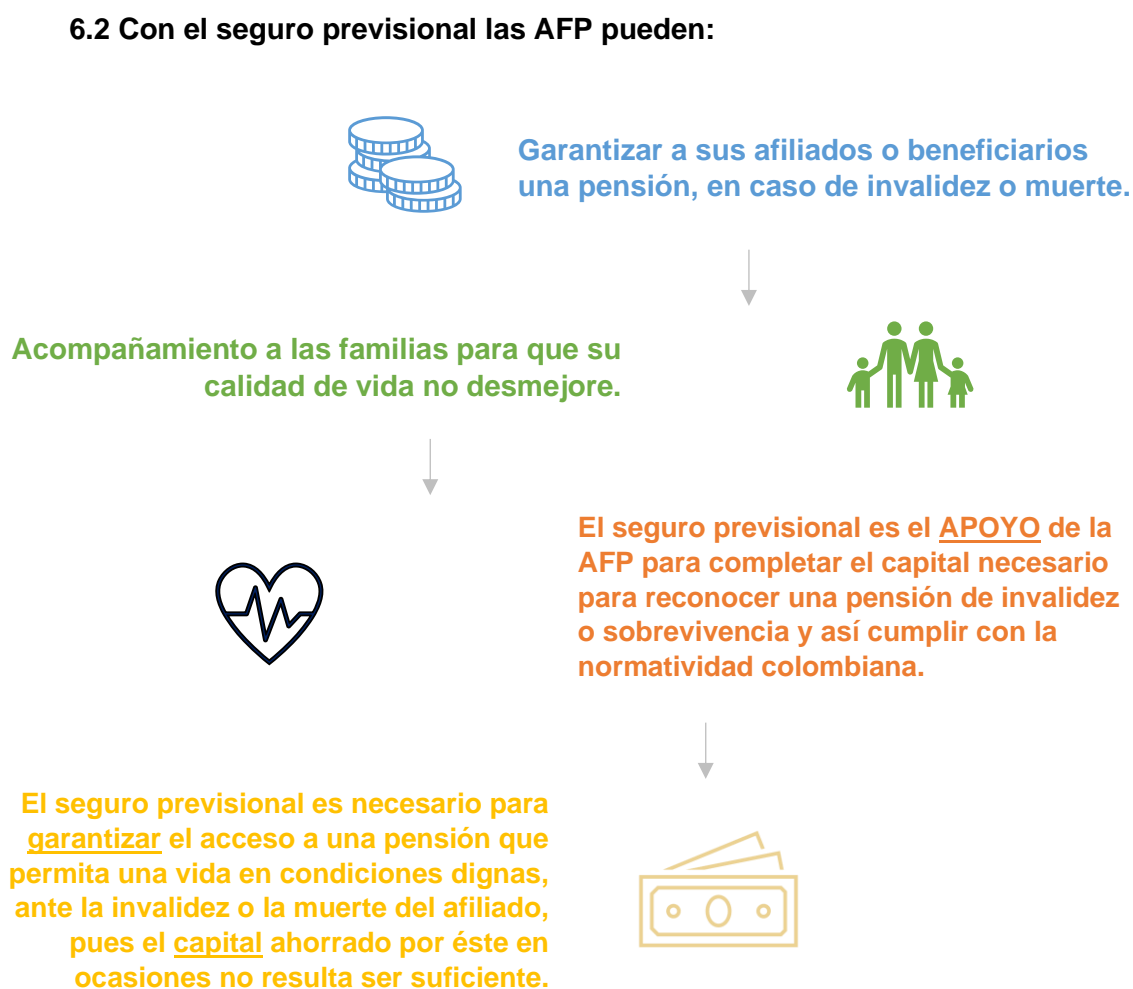 6.2 Con el seguro previsional las AFP pueden:
Garantizar a sus afiliados o beneficiarios
una pensión, en caso de invalidez o muerte.
Acompañamiento a las familias para que su
calidad de vida no desmejore.
El seguro previsional es el APOYO de la
AFP para completar el capital necesario
para reconocer una pensión de invalidez
o sobrevivencia y así cumplir con la
normatividad colombiana.
El seguro previsional es necesario para
garantizar el acceso a una pensión que
permita una vida en condiciones dignas,
ante la invalidez o la muerte del afiliado,
pues el capital ahorrado por éste en
ocasiones no resulta ser suficiente.